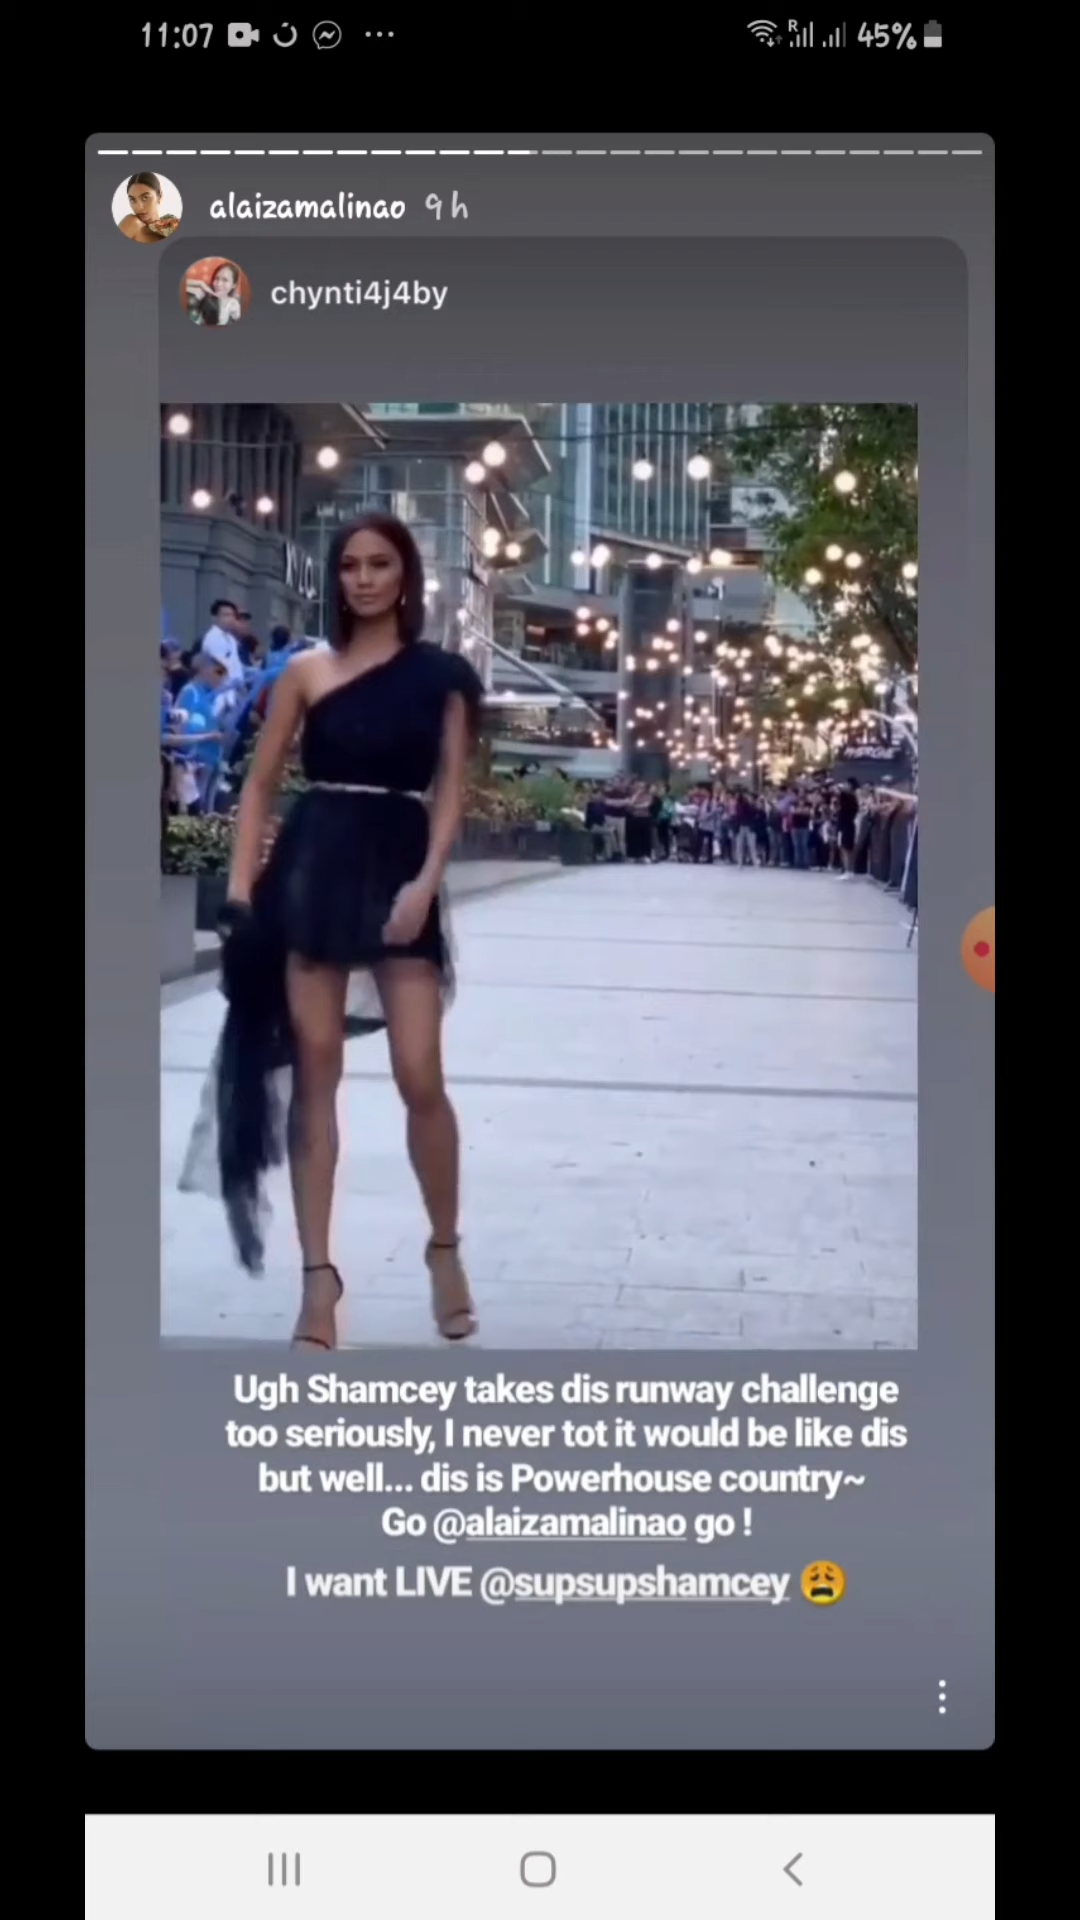 11:07 45%
alaizamalinao 9h
chynti4j4by
Ugh Shamcey takes dis runway challenge
too seriously, I never tot it would be like dis
but well... dis is Powerhouse country~
Go @alaizamalinao go !
I want LIVE @supsupshamcey 😩